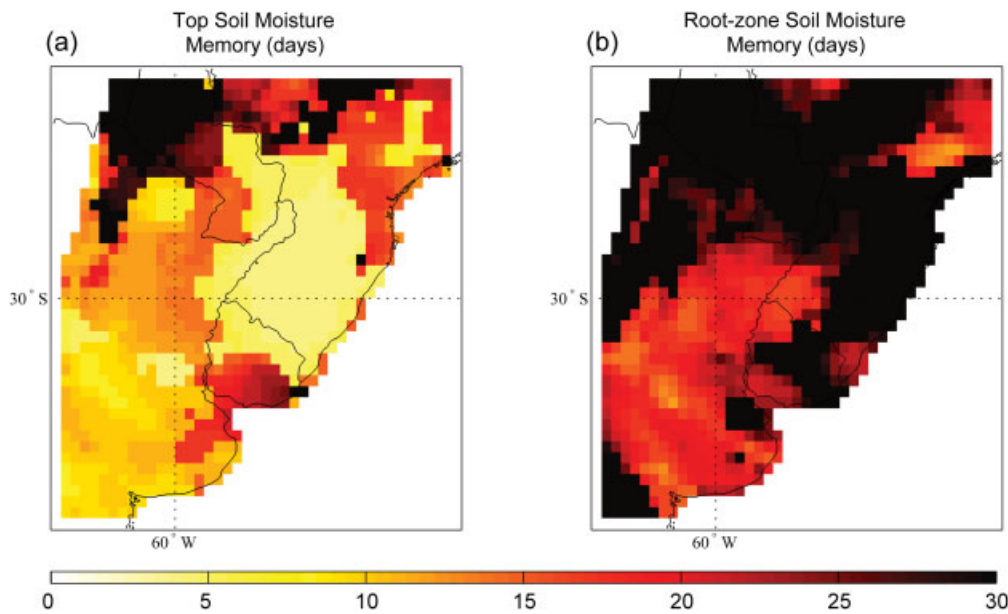 (a)
Top Soil Moisture
Memory (days)
(b)
Root-zone Soil Moisture
Memory (days)
30° S
30° S
60° W
60° W
0 5 10 15 20 25 30